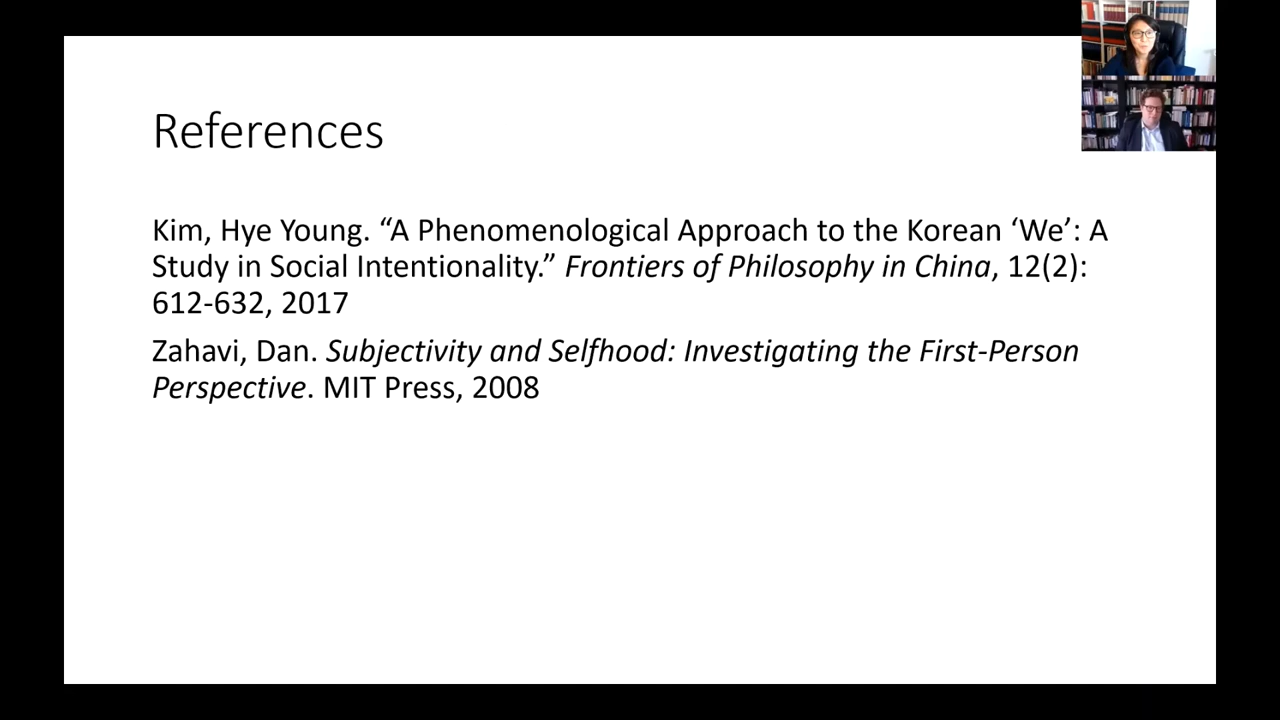 References
Kim, Hye Young. “A Phenomenological Approach to the Korean ‘We’: A
Study in Social Intentionality.” Frontiers of Philosophy in China, 12(2):
612-632, 2017
Zahavi, Dan. Subjectivity and Selfhood: Investigating the First-Person
Perspective. MIT Press, 2008